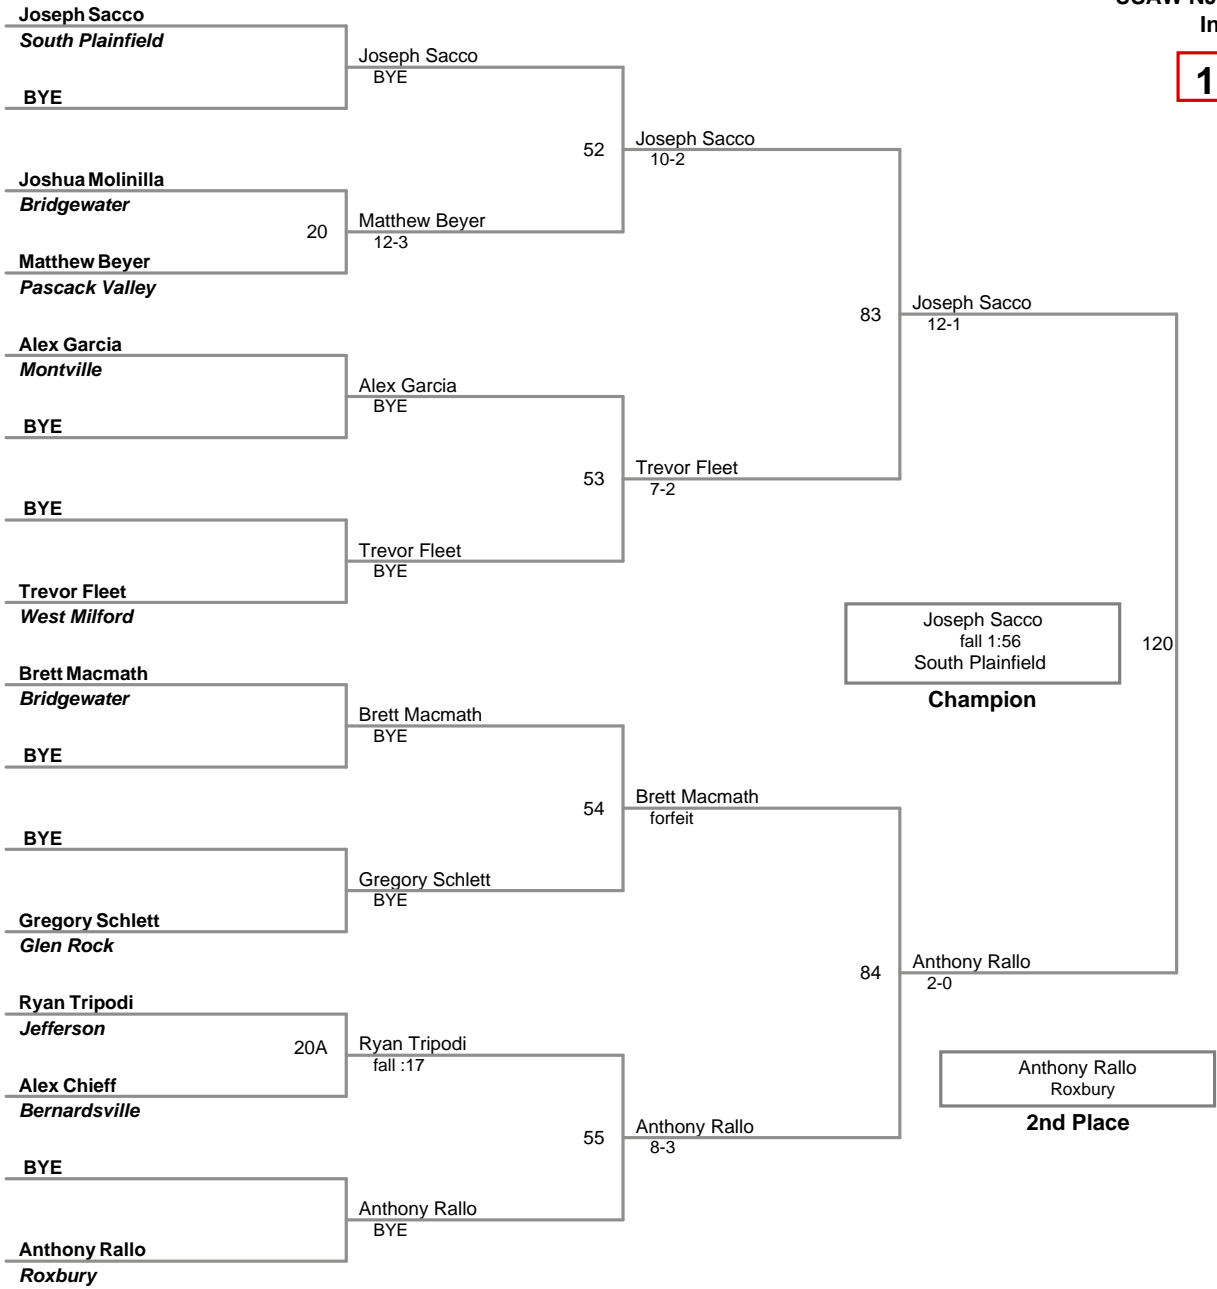 Joseph Sacco
South Plainfield
BYE
Joshua Molinilla
Bridgewater
20
Matthew Beyer
Pascack Valley
Alex Garcia
Montville
BYE
BYE
Trevor Fleet
West Milford
Brett Macmath
Bridgewater
BYE
BYE
Gregory Schlett
Glen Rock
Ryan Tripodi
Jefferson
20A
Alex Chieff
Bernardsville
BYE
Anthony Rallo
Roxbury
Joseph Sacco
BYE
52
Matthew Beyer
12-3
Alex Garcia
BYE
53
Trevor Fleet
BYE
Brett Macmath
BYE
54
Gregory Schlett
BYE
Ryan Tripodi
fall :17
55
Anthony Rallo
BYE
Joseph Sacco
10-2
83
Trevor Fleet
7-2
Brett Macmath
forfeit
84
Anthony Rallo
8-3
Joseph Sacco
12-1
120
Anthony Rallo
2-0
Joseph Sacco
fall 1:56
South Plainfield
Champion
Anthony Rallo
Roxbury
2nd Place
In
1